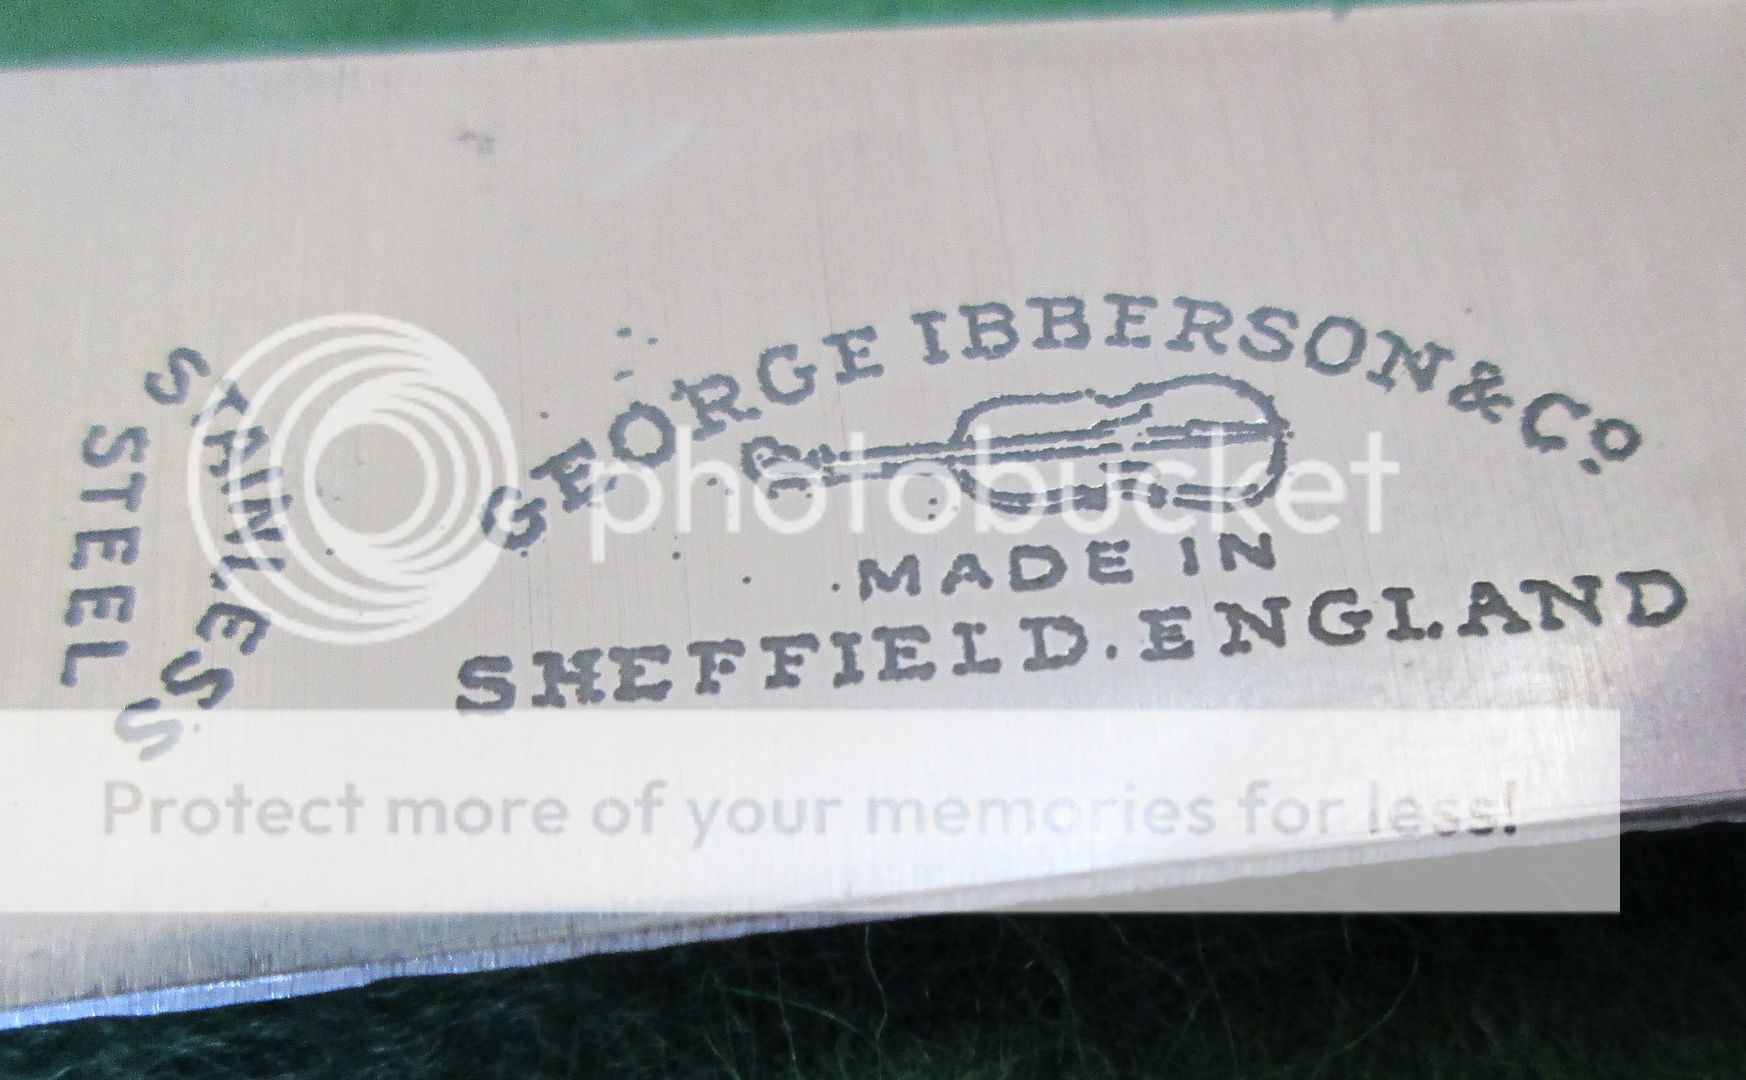 GEORGE IBBERSON & Co.
MADE IN
SHEFFIELD. ENGLAND
STAINLESS
STEEL
photobucket
Protect more of your memories for less!